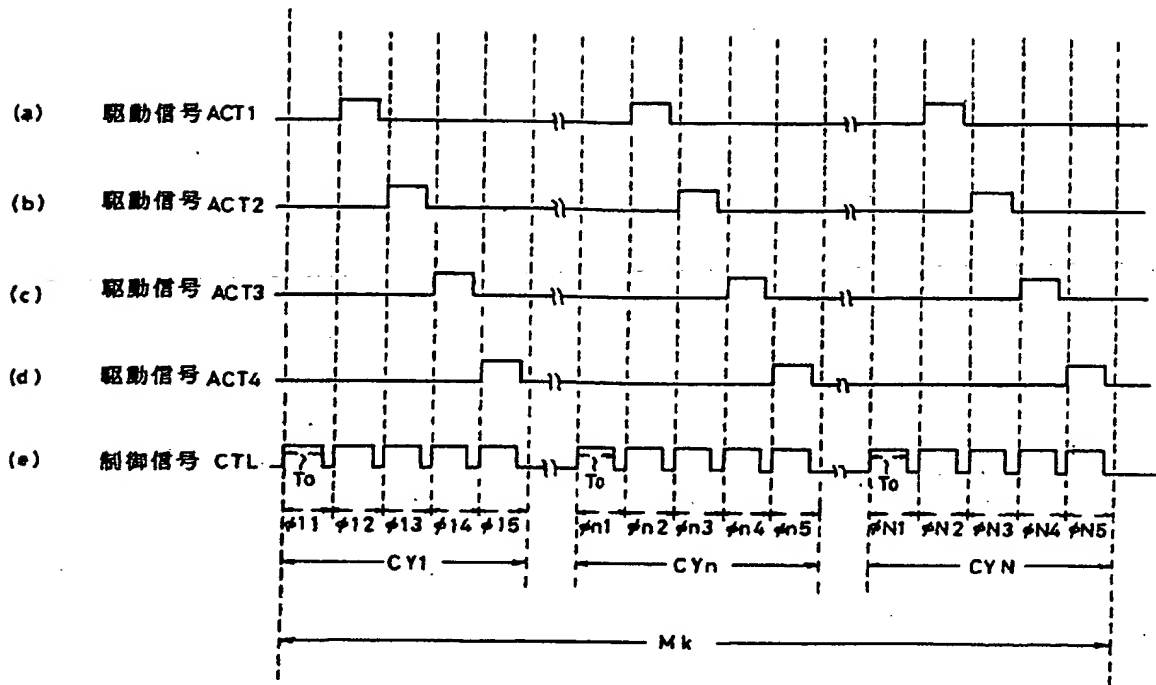 (a) 駆動信号 ACT1
(b) 駆動信号 ACT2
(c) 駆動信号 ACT3
(d) 駆動信号 ACT4
(e) 制御信号 CTL
To To To
φ11 φ12 φ13 φ14 φ15 φn1 φn2 φn3 φn4 φn5 φN1 φN2 φN3 φN4 φN5
CY1 CYn CYN
Mk